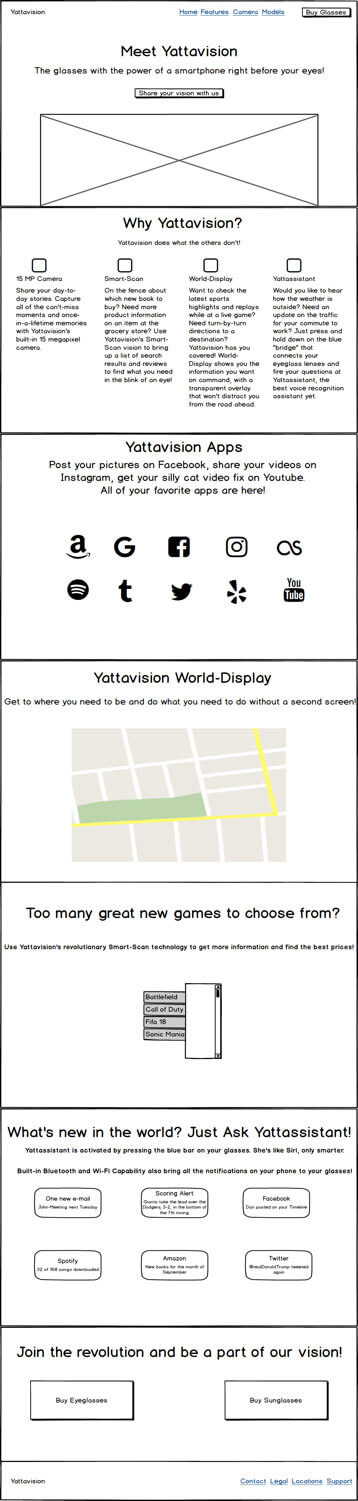 Yattavision
Home Features Camera Models
Buy Glasses
Meet Yattavision
The glasses with the power of a smartphone right before your eyes!
Share your vision with us
Why Yattavision?
Yattavision does what the others don't!
15 MP Camera
Share your day-to-
day stories. Capture
all of the can't-miss
moments and once-
in-a-lifetime memories
with Yattavision's
built-in 15 megapixel
camera.
Smart-Scan
On the fence about
which new book to
buy? Need more
product information
on an item at the
grocery store? Use
Yattavision's Smart-
Scan vision to bring
up a list of search
results and reviews
to find what you need
in the blink of an eye!
World-Display
Want to check the
latest sports
highlights and replays
while at a live game?
Need turn-by-turn
directions to a
destination?
Yattavision has you
covered! World-
Display shows you the
information you want
on command, with a
transparent overlay
that won't distract you
from the road ahead.
Yattassistant
Would you like to hear
how the weather is
outside? Need an
update on the traffic
for your commute to
work? Just press and
hold down on the blue
"bridge" that
connects your
eyeglass lenses and
fire your questions at
Yattassistant, the
best voice recognition
assistant yet.
Yattavision Apps
Post your pictures on Facebook, share your videos on
Instagram, get your silly cat video fix on Youtube.
All of your favorite apps are here!
You
Tube
Yattavision World-Display
Get to where you need to be and do what you need to do without a second screen!
Too many great new games to choose from?
Use Yattavision's revolutionary Smart-Scan technology to get more information and find the best prices!
Battlefield
Call of Duty
Fifa 18
Sonic Mania
What's new in the world? Just Ask Yattassistant!
Yattassistant is activated by pressing the blue bar on your glasses. She's like Siri, only smarter.
Built-in Bluetooth and Wi-Fi Capability also bring all the notifications on your phone to your glasses!
One new e-mail
John-Meeting next Tuesday
Scoring Alert
Giants take the lead over the
Dodgers, 3-2, in the bottom of
the 7th inning
Facebook
Dan posted on your Timeline
Spotify
32 of 168 songs downloaded
Amazon
New books for the month of
September
Twitter
@realDonaldTrump tweeted
again
Join the revolution and be a part of our vision!
Buy Eyeglasses
Buy Sunglasses
Yattavision
Contact Legal Locations Support